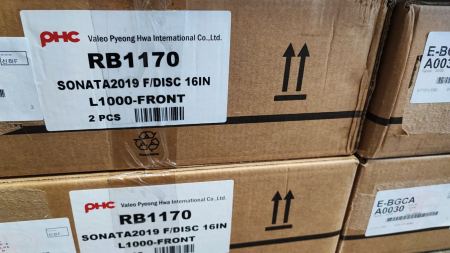 PHC Valeo Pyeong Hwa International Co.,Ltd.
RB1170
SONATA2019 F/DISC 16IN
L1000-FRONT
2 PCS
PHC Valeo Pyeong Hwa International Co.,Ltd.
RB1170
SONATA2019 F/DISC 16IN
L1000-FRONT
A0030
E-BGCA
A0030